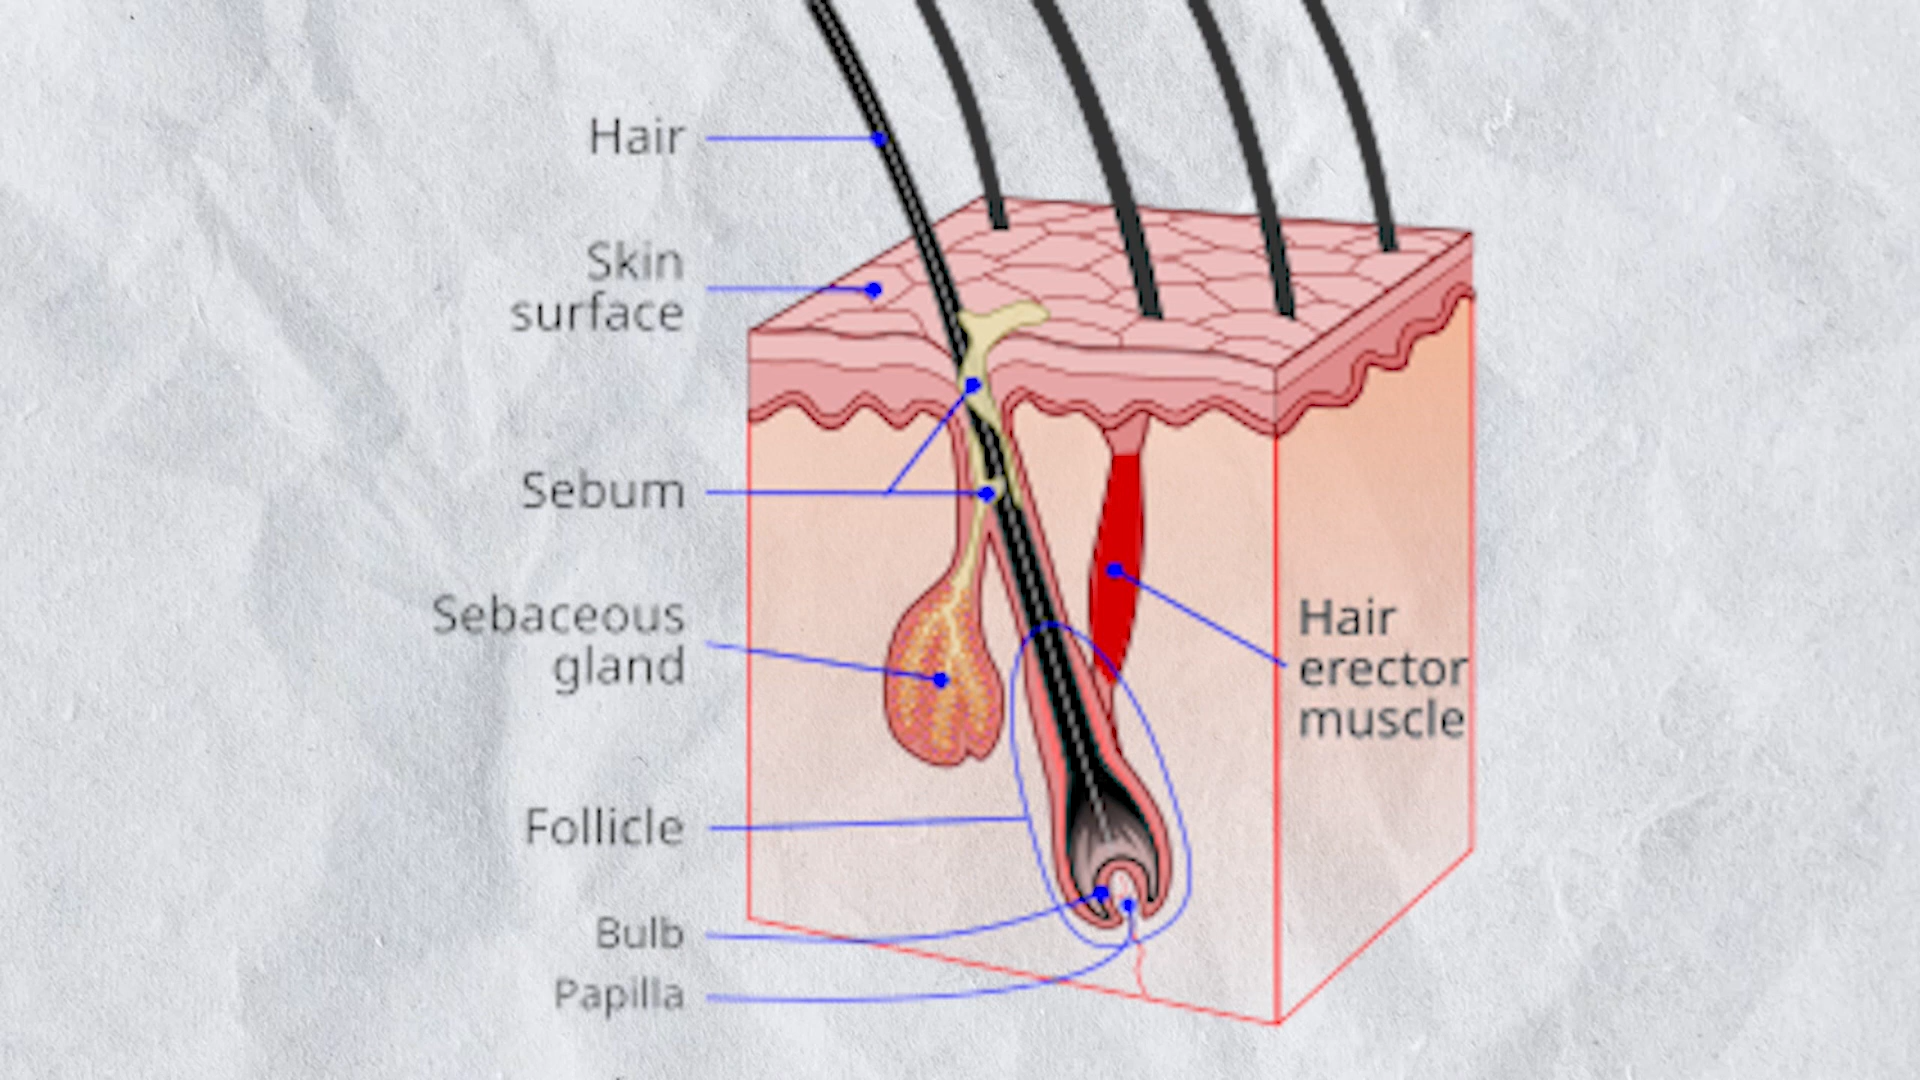 Hair
Skin
surface
Sebum
Sebaceous
gland
Hair
erector
muscle
Follicle
Bulb
Papilla